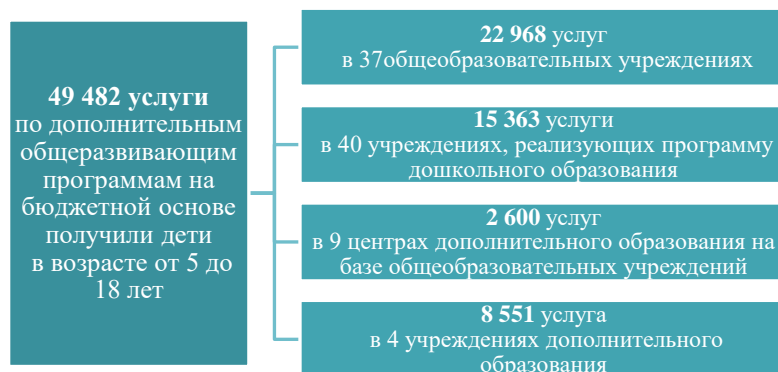 49 482 услуги
по дополнительным
общеразвивающим
программам на
бюджетной основе
получили дети
в возрасте от 5 до
18 лет
22 968 услуг
в 37общеобразовательных учреждениях
15 363 услуги
в 40 учреждениях, реализующих программу
дошкольного образования
2 600 услуг
в 9 центрах дополнительного образования на
базе общеобразовательных учреждений
8 551 услуга
в 4 учреждениях дополнительного
образования